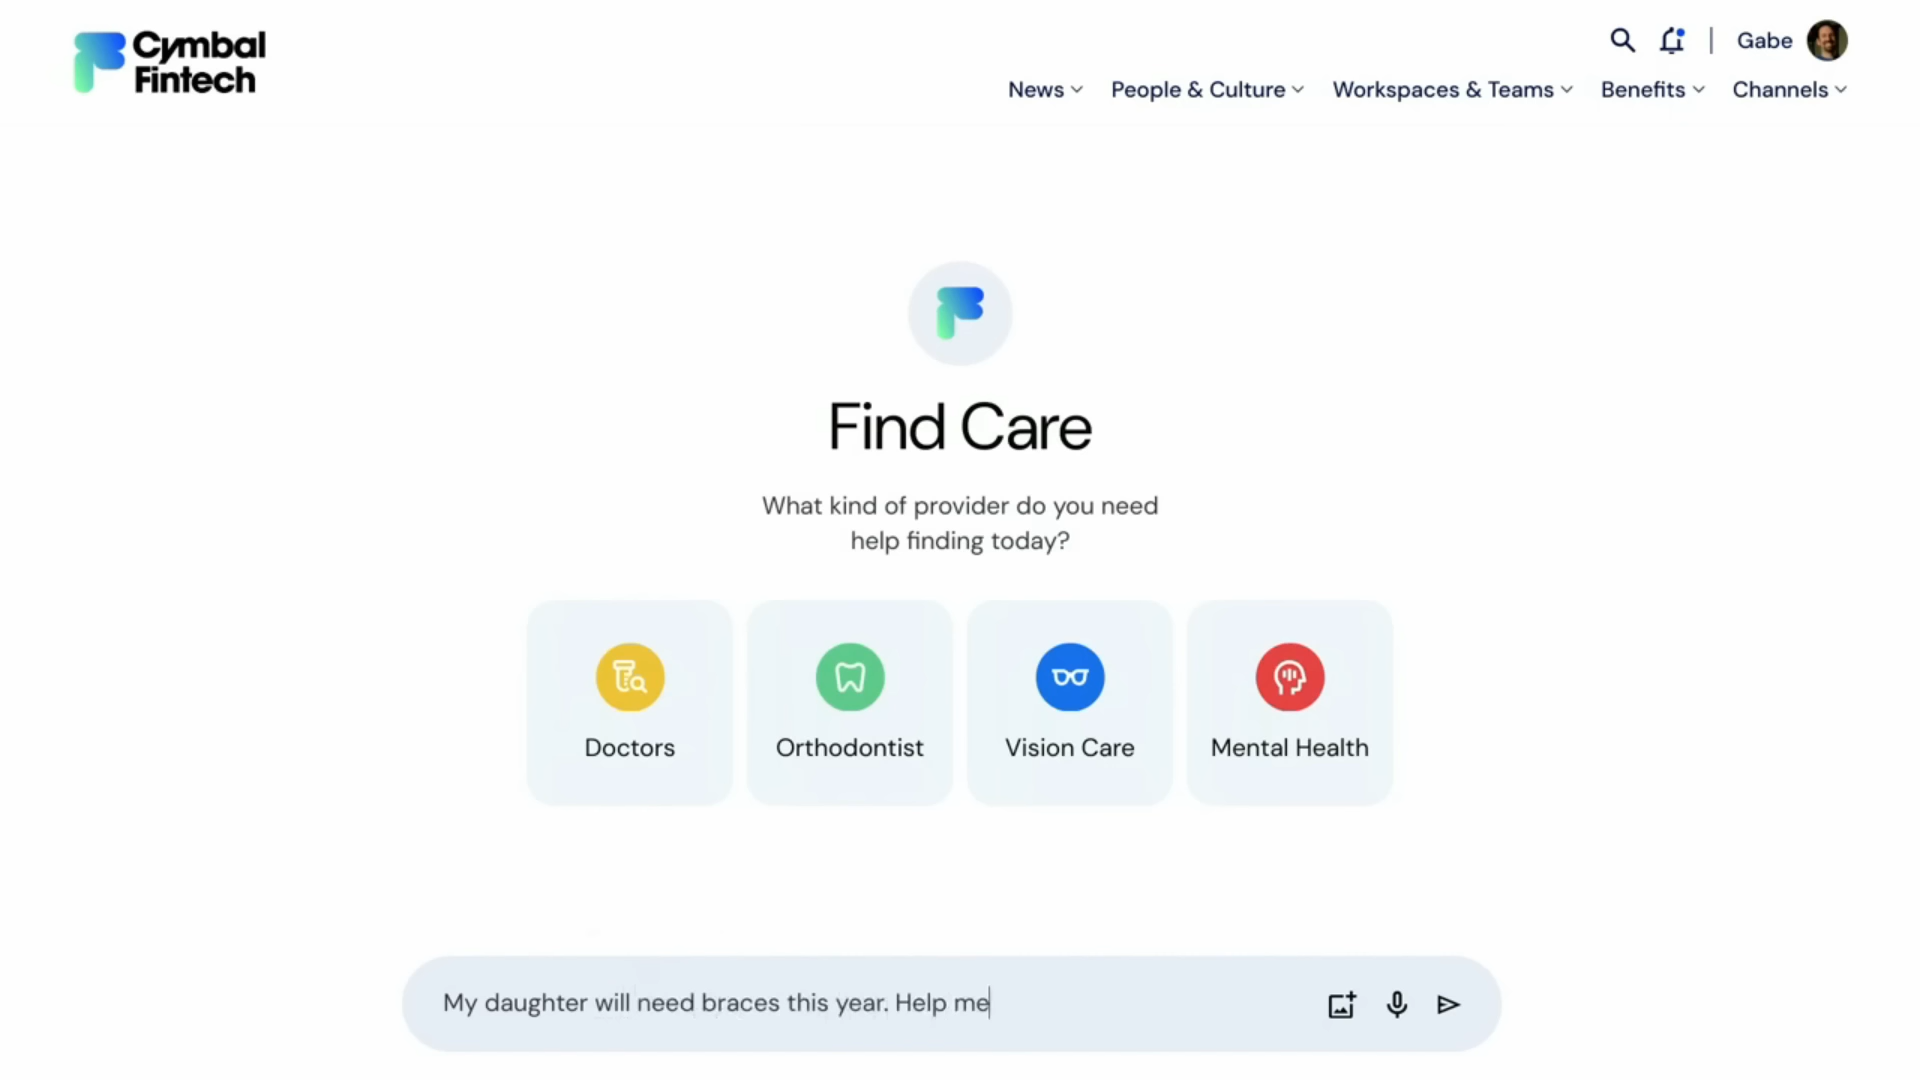 Cymbal
Fintech
Gabe
News
People & Culture
Workspaces & Teams
Benefits
Channels
Find Care
What kind of provider do you need
help finding today?
Doctors
Orthodontist
Vision Care
Mental Health
My daughter will need braces this year. Help me